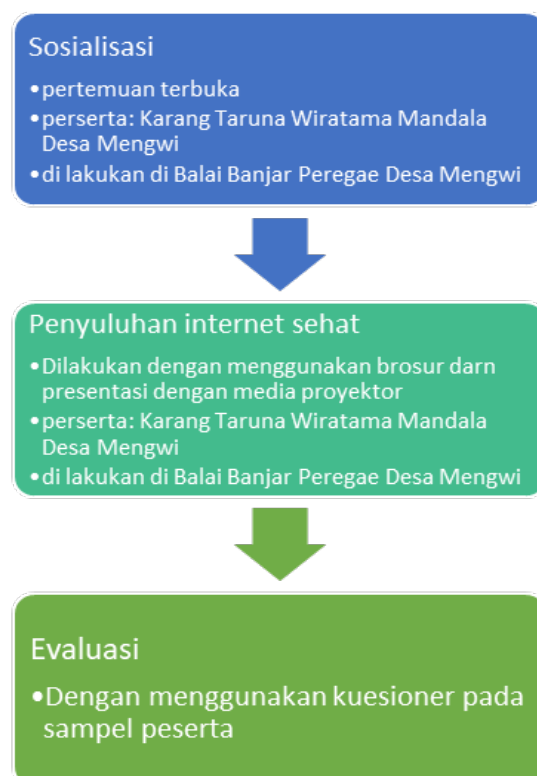 Sosialisasi
•pertemuan terbuka
•perserta: Karang Taruna Wiratama Mandala
Desa Mengwi
•di lakukan di Balai Banjar Peregae Desa Mengwi
Penyuluhan internet sehat
•Dilakukan dengan menggunakan brosur darn
presentasi dengan media proyektor
•perserta: Karang Taruna Wiratama Mandala
Desa Mengwi
•di lakukan di Balai Banjar Peregae Desa Mengwi
Evaluasi
•Dengan menggunakan kuesioner pada
sampel peserta